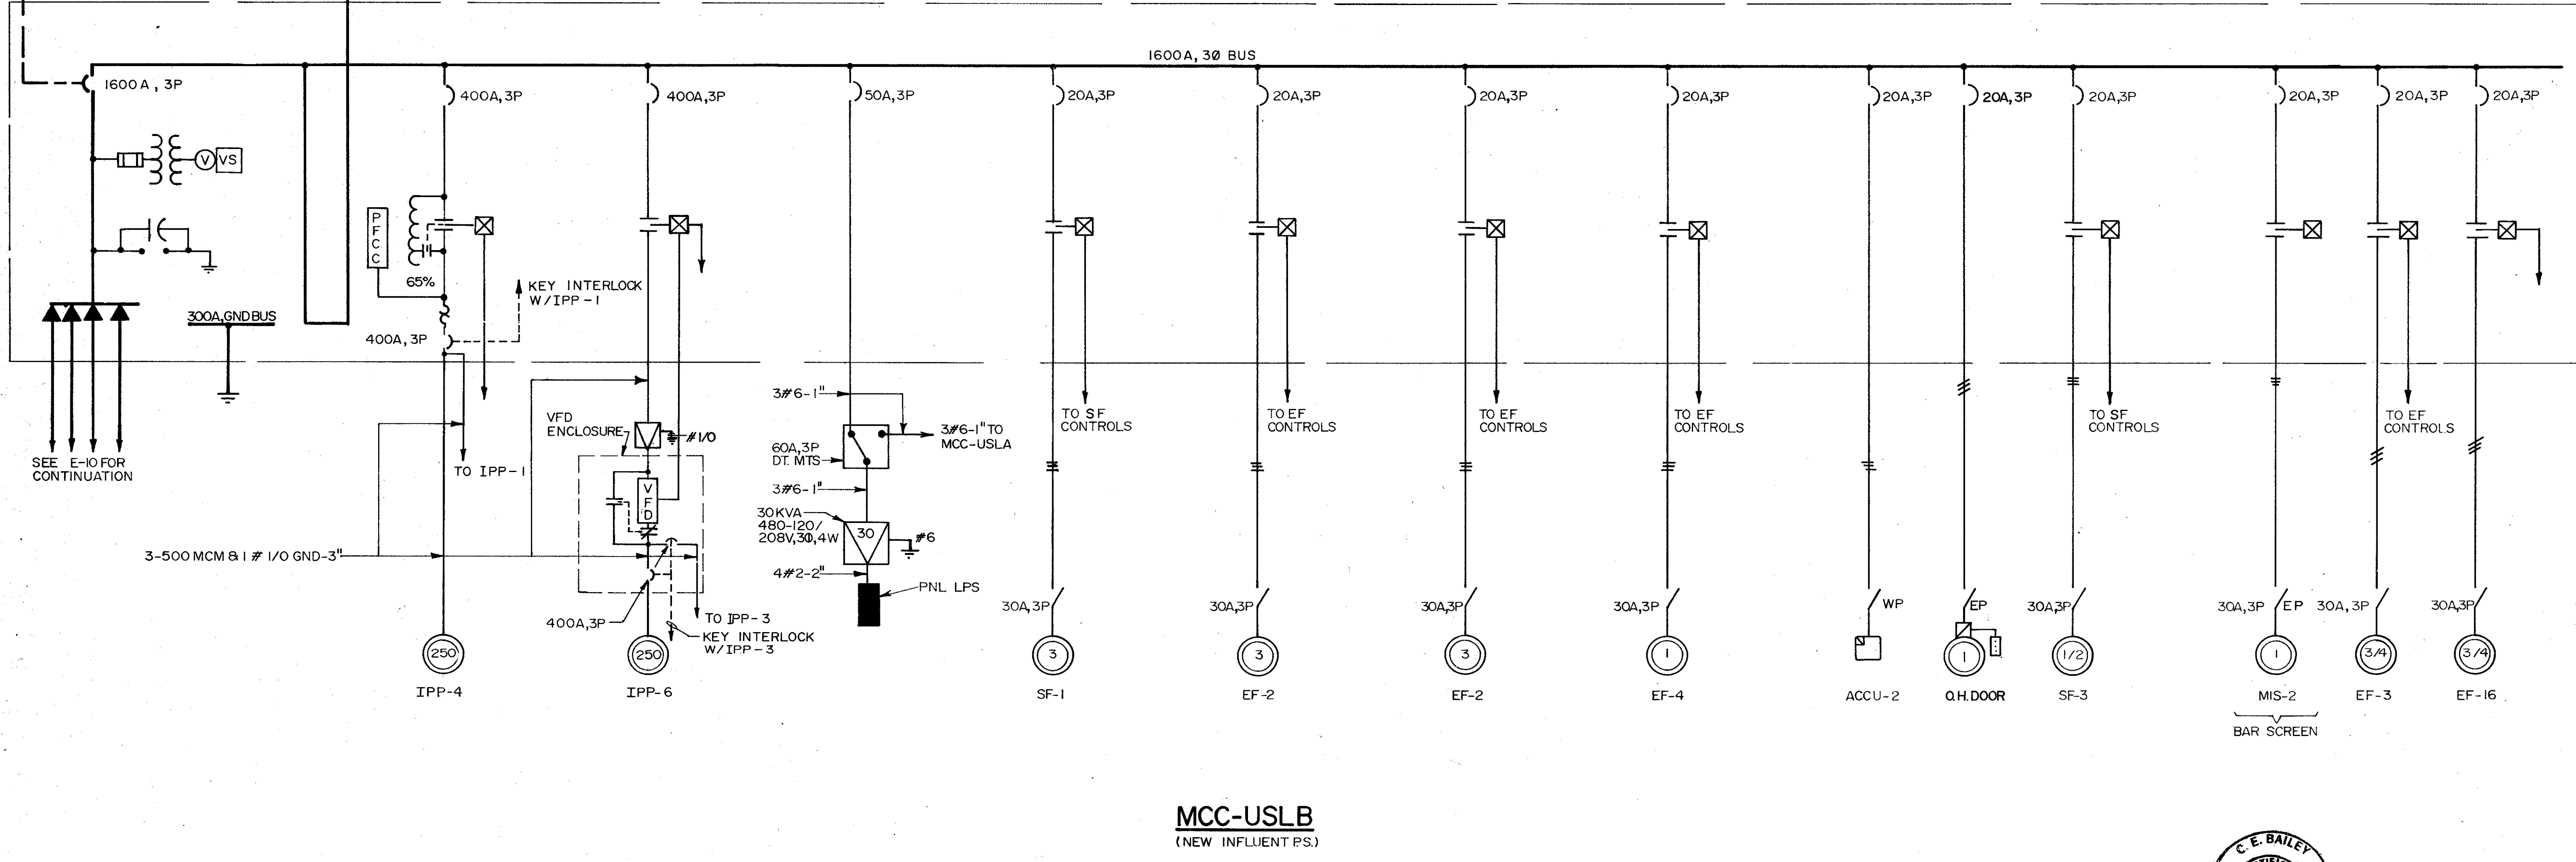 1600A, 3Ø BUS
1600A, 3P
400A, 3P
400A, 3P
50A, 3P
20A, 3P
20A, 3P
20A, 3P
20A, 3P
20A, 3P
20A, 3P
20A, 3P
20A, 3P
20A, 3P
20A, 3P
V
VS
PFCC
65%
KEY INTERLOCK
W/IPP-1
300A, GND BUS
400A, 3P
SEE E-10 FOR
CONTINUATION
TO IPP-1
VFD
ENCLOSURE
#1/0
VFD
3-500 MCM & 1 # 1/0 GND-3"
400A, 3P
TO IPP-3
KEY INTERLOCK
W/IPP-3
3#6-1"
3#6-1" TO
MCC-USLA
60A, 3P
DT. MTS
3#6-1"
30KVA
480-120/
208V, 3Φ, 4W
30
#6
4#2-2"
PNL LPS
TO SF
CONTROLS
TO EF
CONTROLS
TO EF
CONTROLS
TO EF
CONTROLS
TO SF
CONTROLS
TO EF
CONTROLS
30A, 3P
30A, 3P
30A, 3P
30A, 3P
WP
EP
30A, 3P
30A, 3P
EP
30A, 3P
30A, 3P
250
250
3
3
3
1
1
1/2
1
3/4
3/4
IPP-4
IPP-6
SF-1
EF-2
EF-2
EF-4
ACCU-2
O.H. DOOR
SF-3
MIS-2
EF-3
EF-16
BAR SCREEN
MCC-USLB
(NEW INFLUENT P.S.)
C. E. BAILEY